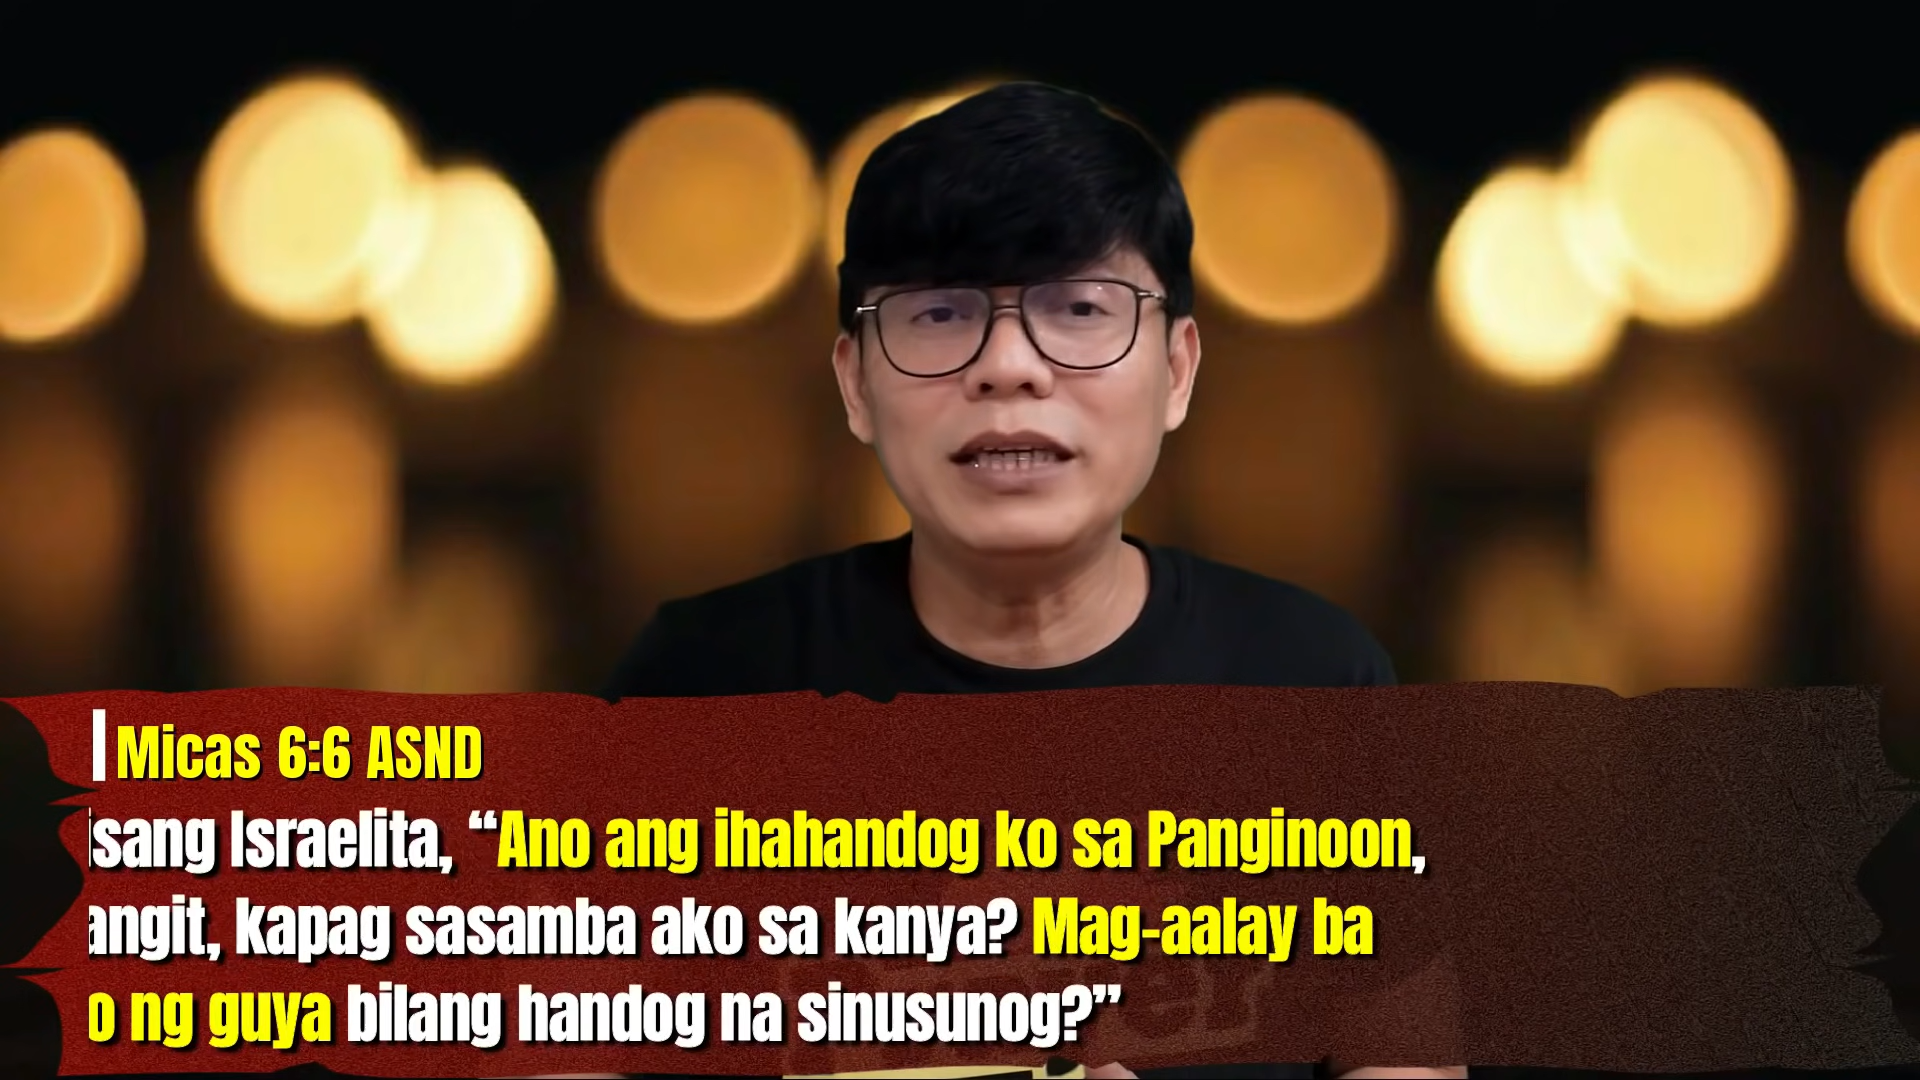 Micas 6:6 ASND
isang Israelita, “Ano ang ihahandog ko sa Panginoon,
angit, kapag sasamba ako sa kanya? Mag-aalay ba
o ng guya bilang handog na sinusunog?”